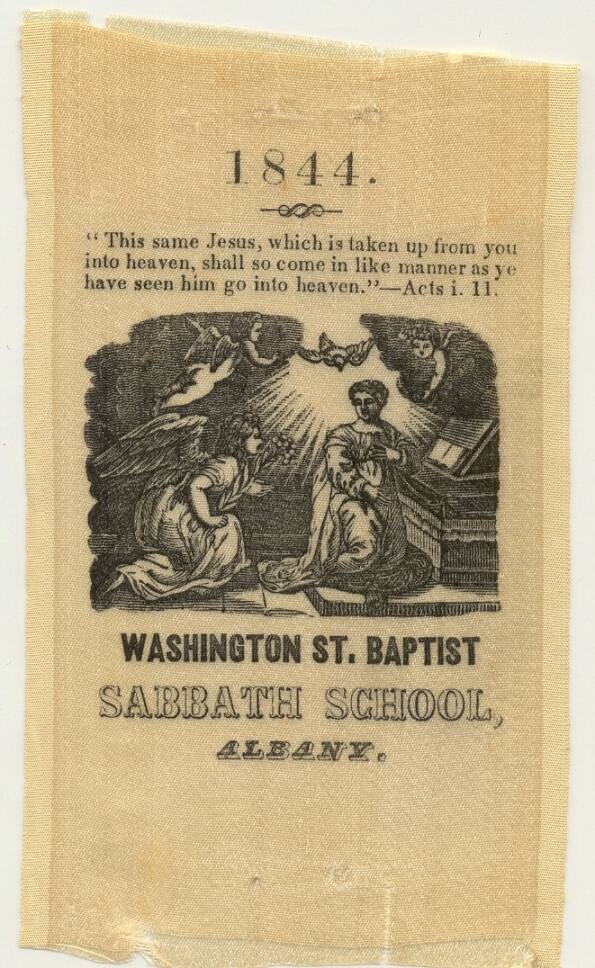 1844.
“ This same Jesus, which is taken up from you
into heaven, shall so come in like manner as ye
have seen him go into heaven.”—Acts i. 11.
WASHINGTON ST. BAPTIST
SABBATH SCHOOL,
ALBANY.